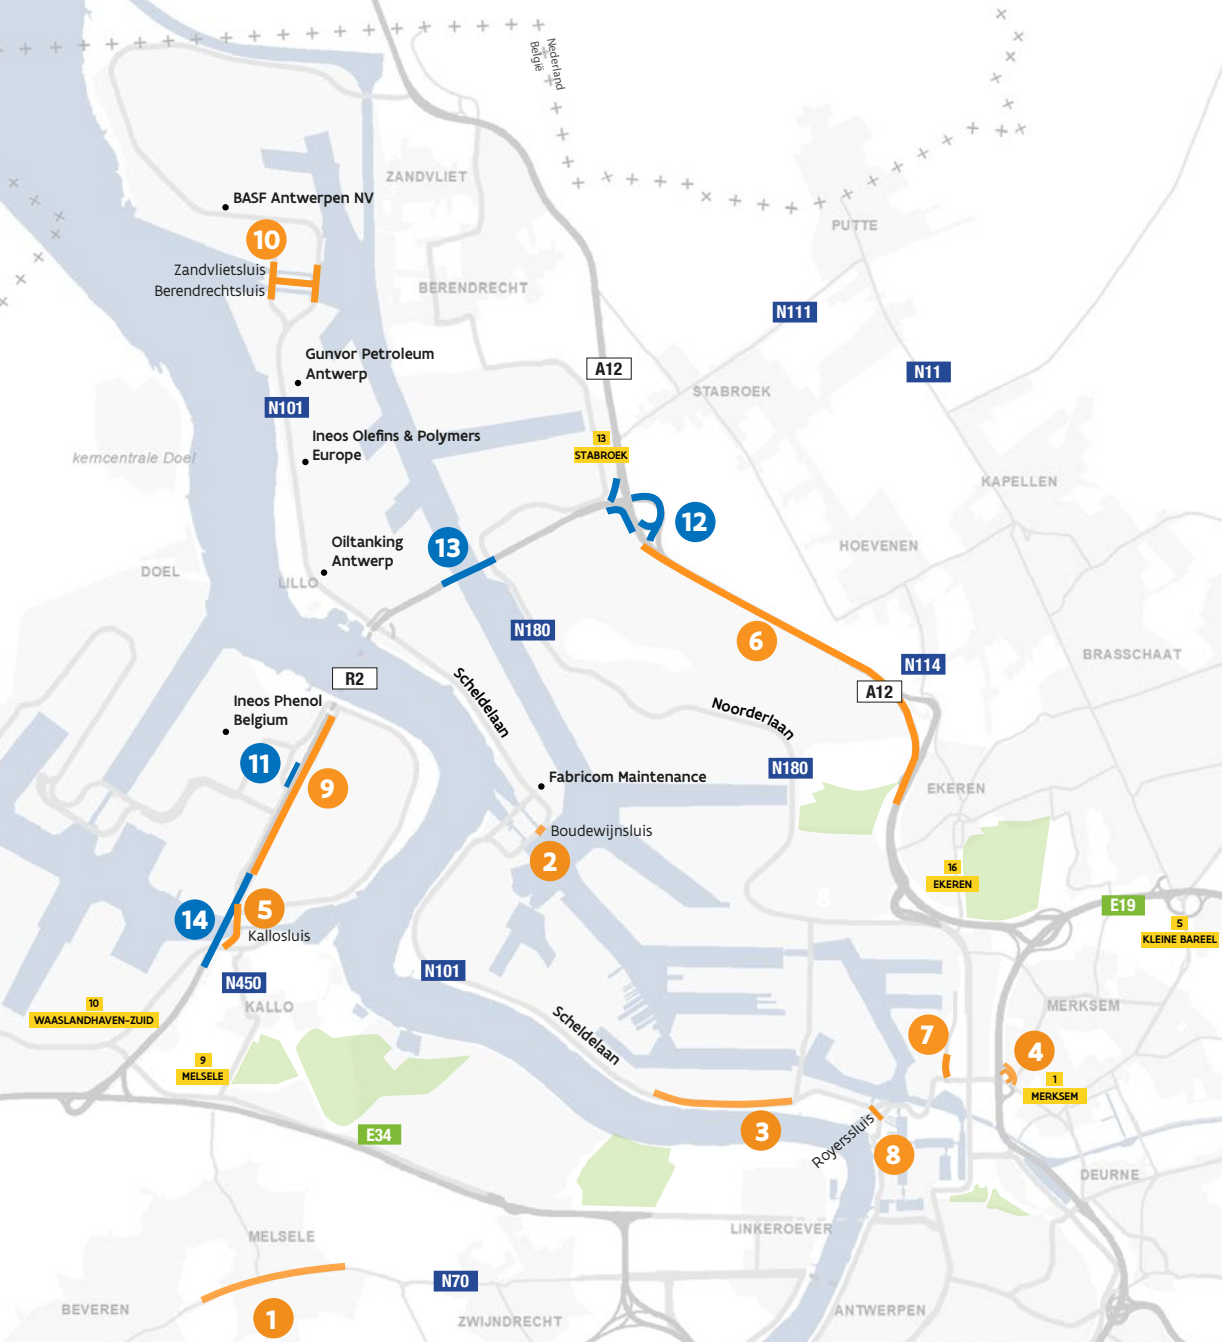 Nederland
België
ZANDVLIET
BASF Antwerpen NV
PUTTE
10
Zandvlietsluis
Berendrechtsluis
BERENDRECHT
N111
Gunvor Petroleum
Antwerp
A12
N11
STABROEK
N101
Ineos Olefins & Polymers
Europe
13
STABROEK
kerncentrale Doel
KAPELLEN
12
Oiltanking
Antwerp
13
HOEVENEN
DOEL
LILLO
N180
6
BRASSCHAAT
N114
R2
A12
Scheldelaan
Ineos Phenol
Belgium
Noorderlaan
11
N180
9
Fabricom Maintenance
EKEREN
Boudewijnsluis
2
16
EKEREN
8
E19
14
5
5
KLEINE BAREEL
Kallosluis
N101
N450
10
WAASLANDHAVEN-ZUID
KALLO
MERKSEM
Scheldelaan
7
4
9
MELSELE
1
MERKSEM
E34
3
Royerssluis
8
DEURNE
MELSELE
LINKEROEVER
N70
BEVEREN
1
ZWIJNDRECHT
ANTWERPEN